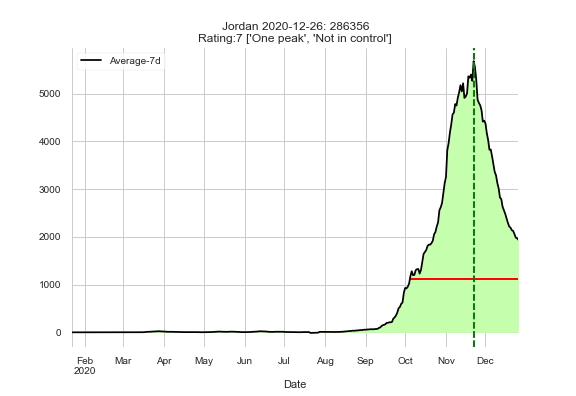 Jordan 2020-12-26: 286356
Rating:7 ['One peak', 'Not in control']
Average-7d
5000
4000
3000
2000
1000
0
Feb Mar Apr May Jun Jul Aug Sep Oct Nov Dec
2020
Date